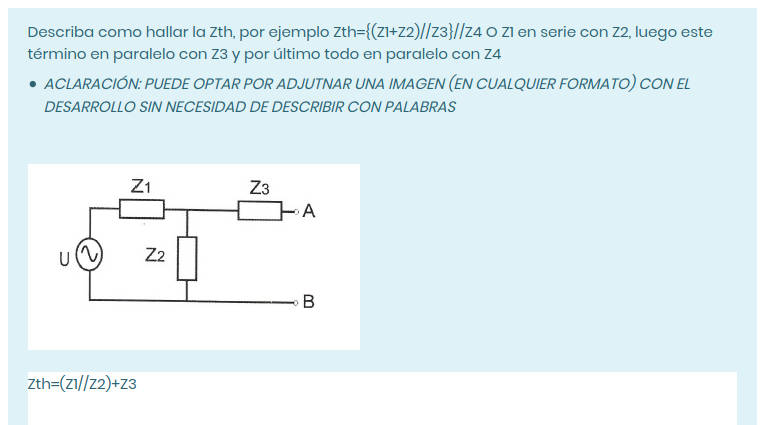 Describa como hallar la Zth, por ejemplo Zth={(Z1+Z2)//Z3}//Z4 O Z1 en serie con Z2, luego este
término en paralelo con Z3 y por último todo en paralelo con Z4
• ACLARACIÓN: PUEDE OPTAR POR ADJUTNAR UNA IMAGEN (EN CUALQUIER FORMATO) CON EL
DESARROLLO SIN NECESIDAD DE DESCRIBIR CON PALABRAS
Z1
Z3
A
U
Z2
B
Zth=(Z1//Z2)+Z3